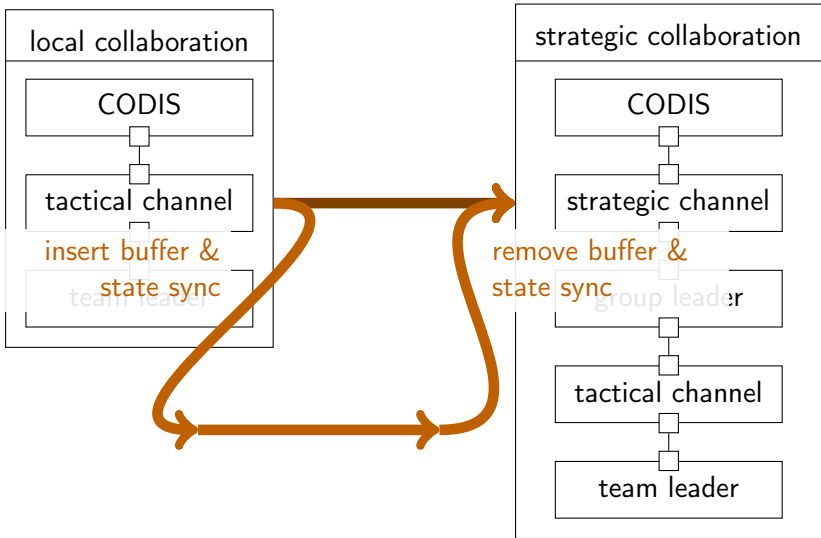 local collaboration
CODIS
tactical channel
insert buffer &
state sync
team leader
strategic collaboration
CODIS
strategic channel
remove buffer &
state sync
group leader
tactical channel
team leader